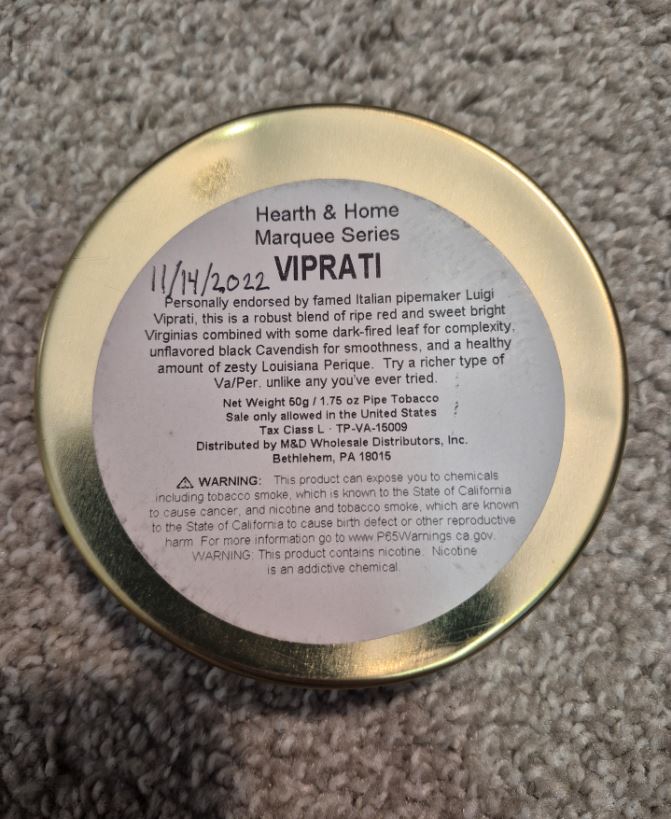 Hearth & Home
Marquee Series
11/14/2022 VIPRATI
Personally endorsed by famed Italian pipemaker Luigi
Viprati, this is a robust blend of ripe red and sweet bright
Virginias combined with some dark-fired leaf for complexity,
unflavored black Cavendish for smoothness, and a healthy
amount of zesty Louisiana Perique. Try a richer type of
Va/Per. unlike any you've ever tried.
Net Weight 50g / 1.75 oz Pipe Tobacco
Sale only allowed in the United States
Tax Class L · TP-VA-15009
Distributed by M&D Wholesale Distributors, Inc.
Bethlehem, PA 18015
⚠ WARNING: This product can expose you to chemicals
including tobacco smoke, which is known to the State of California
to cause cancer, and nicotine and tobacco smoke, which are known
to the State of California to cause birth defect or other reproductive
harm For more information go to www.P65Warnings.ca.gov.
WARNING: This product contains nicotine. Nicotine
is an addictive chemical.